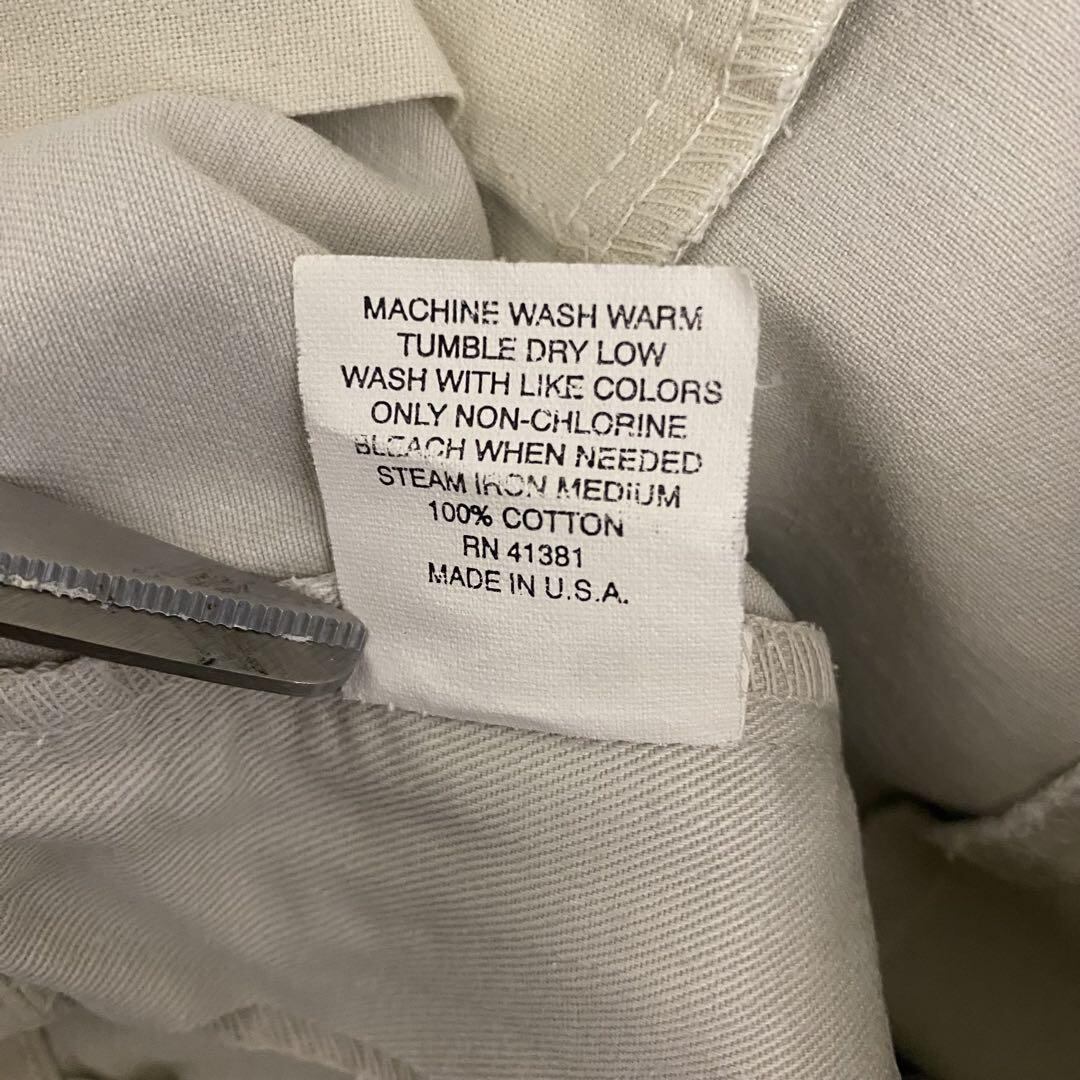 MACHINE WASH WARM
TUMBLE DRY LOW
WASH WITH LIKE COLORS
ONLY NON-CHLORINE
BLEACH WHEN NEEDED
STEAM IRON MEDIUM
100% COTTON
RN 41381
MADE IN U.S.A.